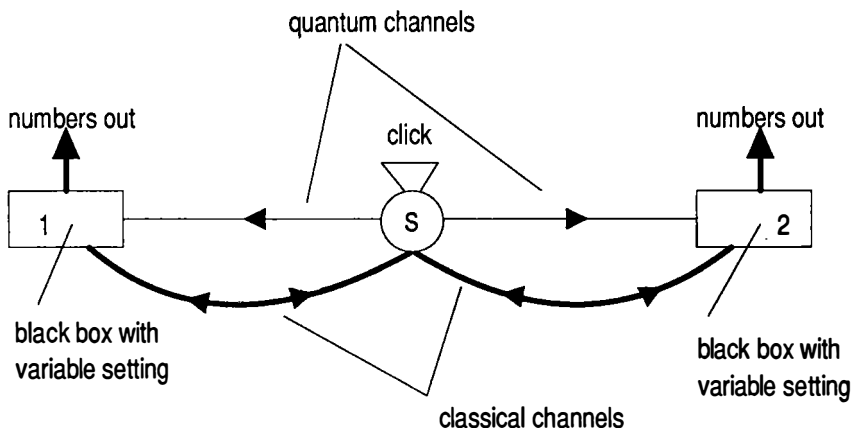 quantum channels
numbers out
click
numbers out
1
S
2
black box with
variable setting
black box with
variable setting
classical channels